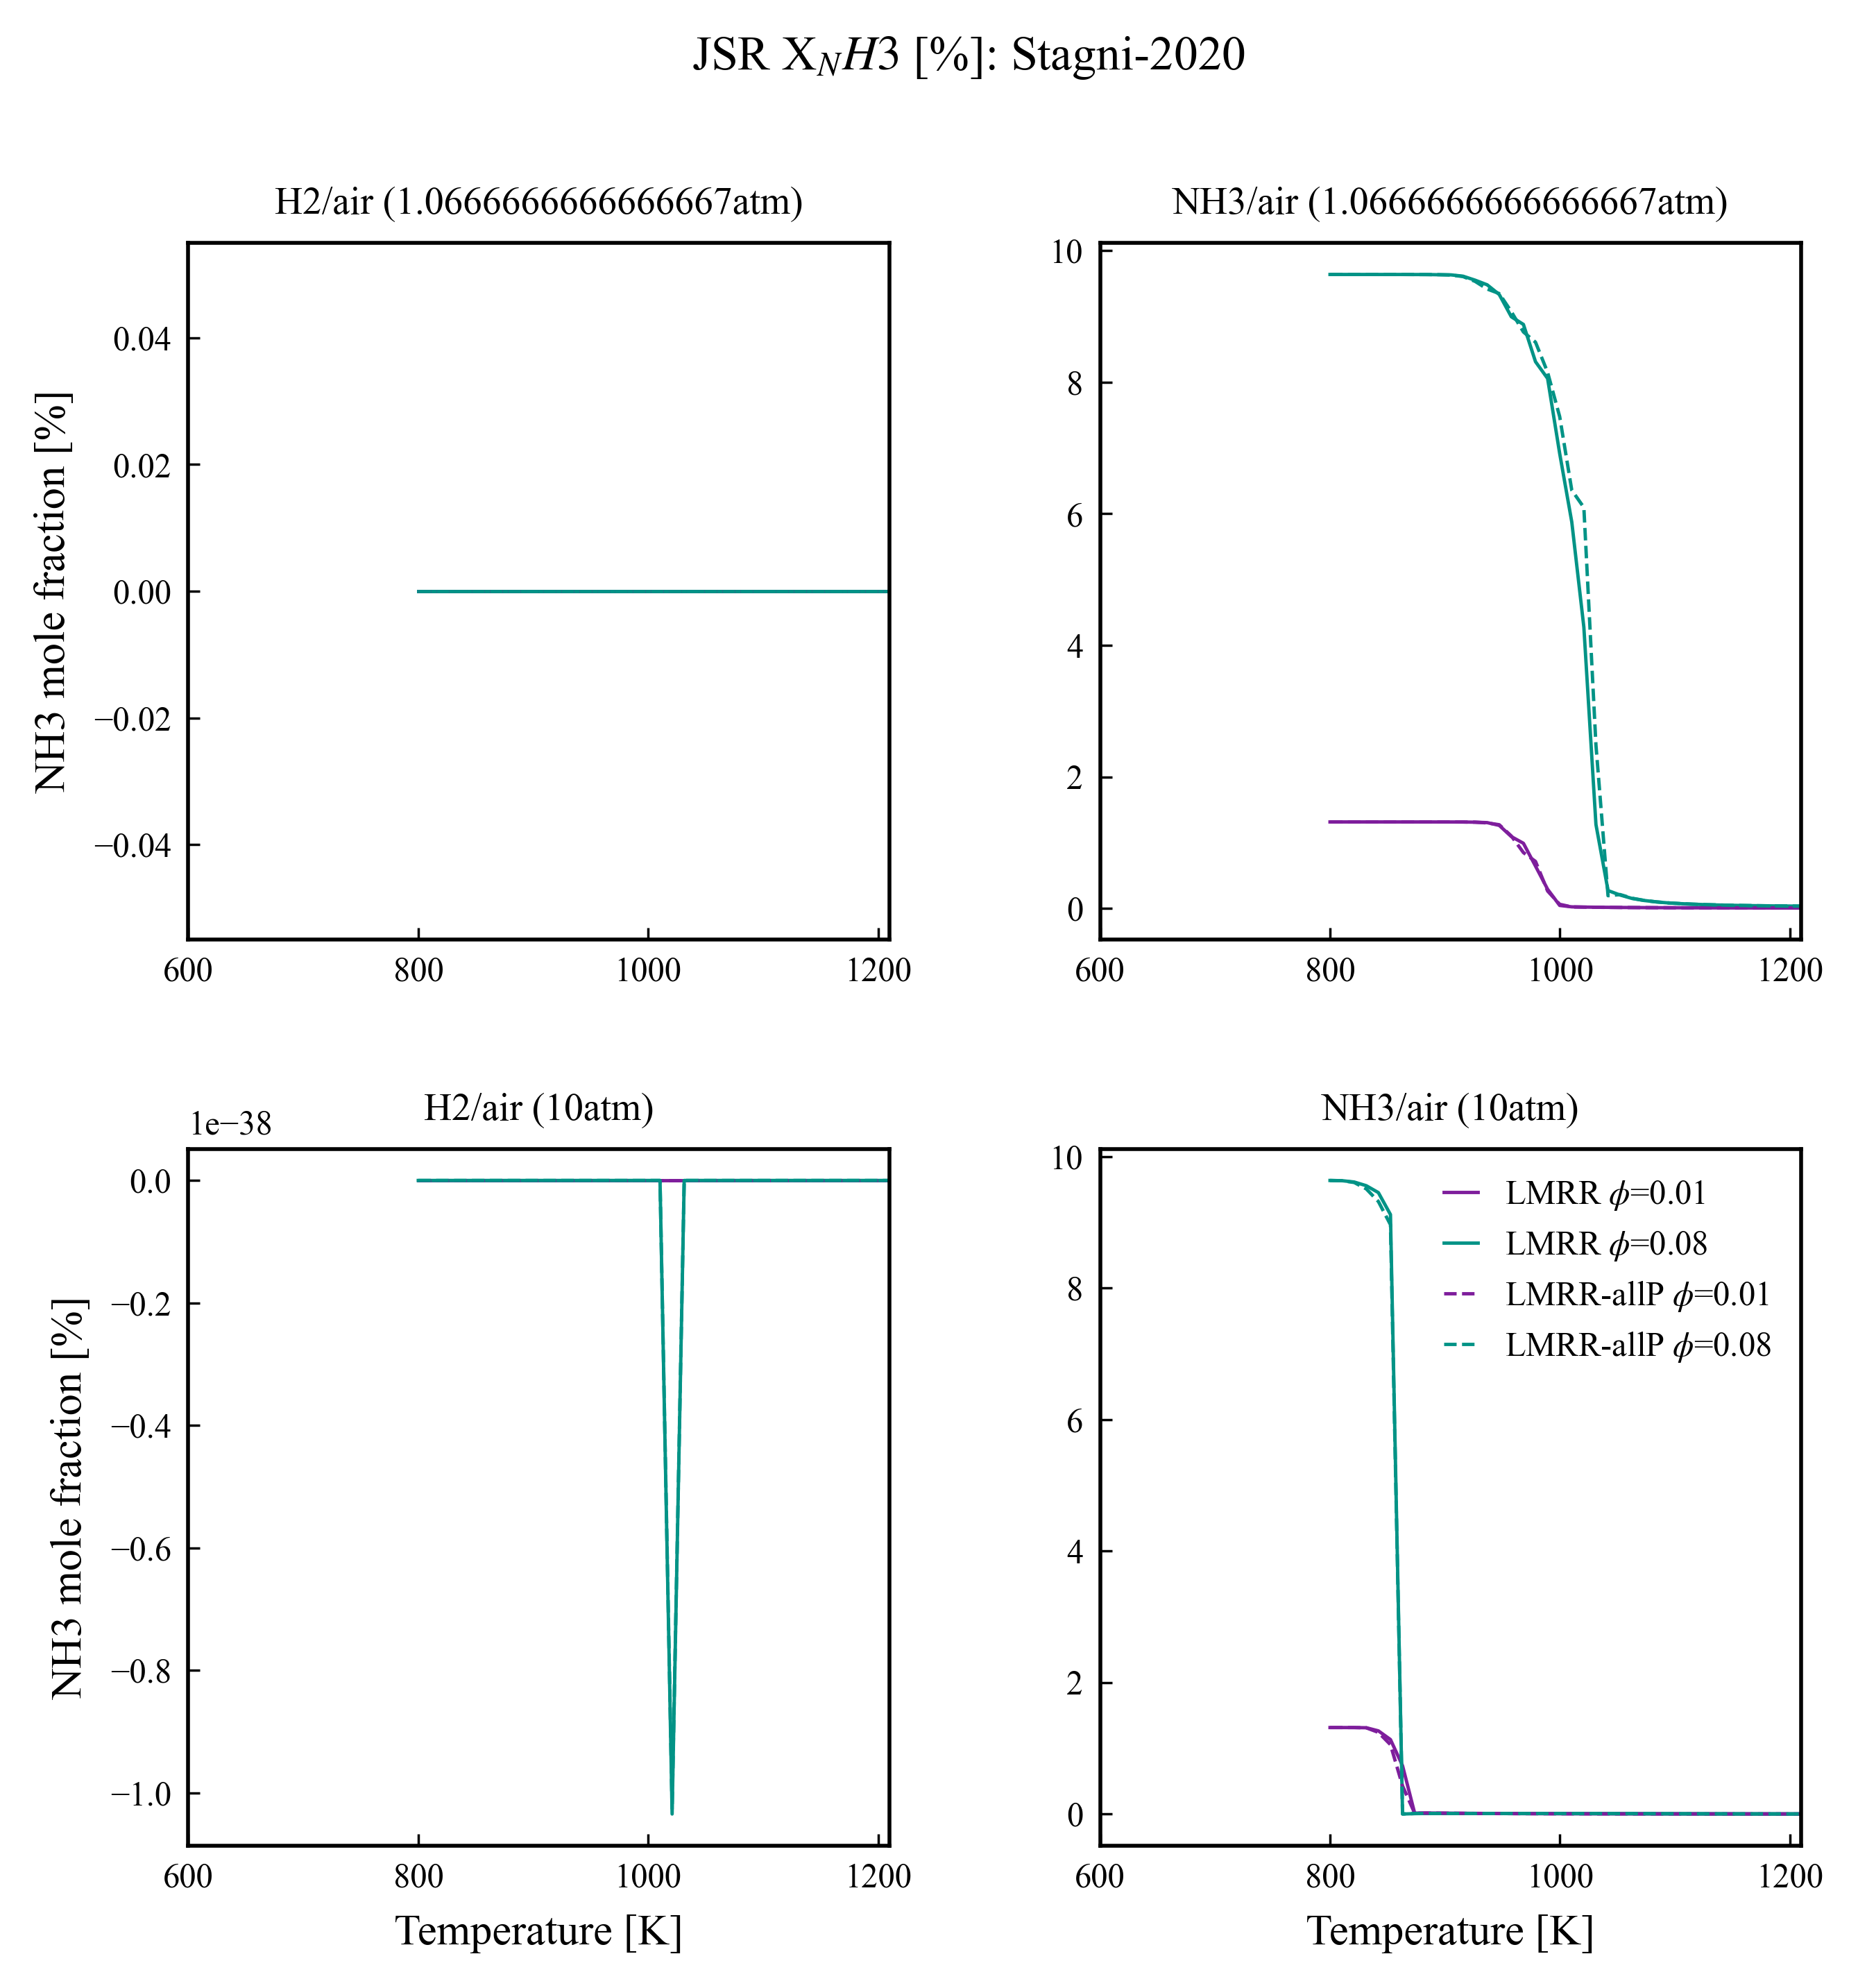 JSR X_NH3 [%]: Stagni-2020
H2/air (1.0666666666666667atm)
NH3 mole fraction [%]
0.04
0.02
0.00
−0.02
−0.04
600 800 1000 1200
NH3/air (1.0666666666666667atm)
10
8
6
4
2
0
600 800 1000 1200
H2/air (10atm)
1e−38
NH3 mole fraction [%]
0.0
−0.2
−0.4
−0.6
−0.8
−1.0
600 800 1000 1200
Temperature [K]
NH3/air (10atm)
10
8
6
4
2
0
LMRR ϕ=0.01
LMRR ϕ=0.08
LMRR-allP ϕ=0.01
LMRR-allP ϕ=0.08
600 800 1000 1200
Temperature [K]